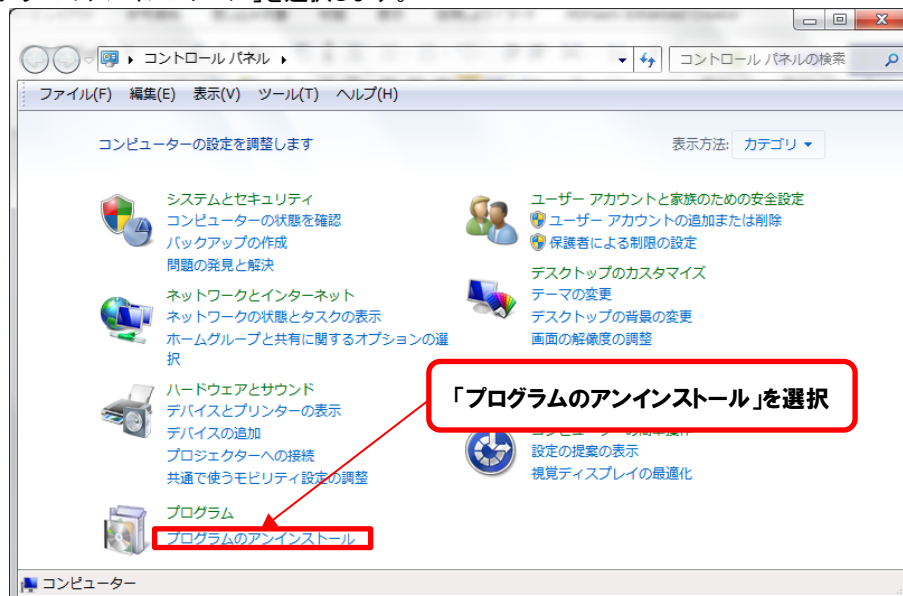 を選択します。
コントロール パネル
コントロール パネルの検索
ファイル(F) 編集(E) 表示(V) ツール(T) ヘルプ(H)
コンピューターの設定を調整します
表示方法: カテゴリ
システムとセキュリティ
コンピューターの状態を確認
バックアップの作成
問題の発見と解決
ネットワークとインターネット
ネットワークの状態とタスクの表示
ホームグループと共有に関するオプションの選
択
ハードウェアとサウンド
デバイスとプリンターの表示
デバイスの追加
プロジェクターへの接続
共通で使うモビリティ設定の調整
プログラム
プログラムのアンインストール
ユーザー アカウントと家族のための安全設定
ユーザー アカウントの追加または削除
保護者による制限の設定
デスクトップのカスタマイズ
テーマの変更
デスクトップの背景の変更
画面の解像度の調整
「プログラムのアンインストール」を選択
設定の提案の表示
視覚ディスプレイの最適化
コンピューター